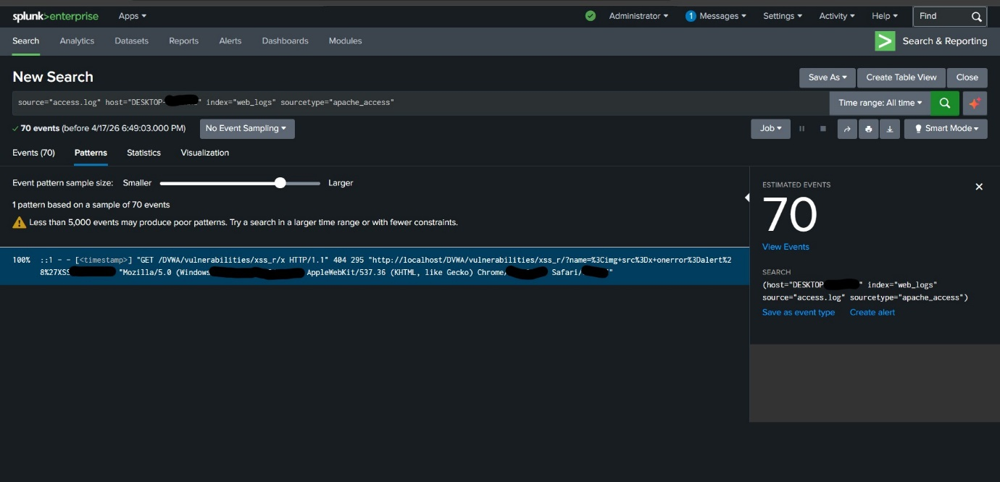 splunk>enterprise Apps Administrator 1 Messages Settings Activity Help Find
Search Analytics Datasets Reports Alerts Dashboards Modules > Search & Reporting
New Search Save As Create Table View Close
source="access.log" host="DESKTOP- " index="web_logs" sourcetype="apache_access" Time range: All time
70 events (before 4/17/26 6:49:03.000 PM) No Event Sampling Job Smart Mode
Events (70) Patterns Statistics Visualization
Event pattern sample size: Smaller Larger
1 pattern based on a sample of 70 events
Less than 5,000 events may produce poor patterns. Try a search in a larger time range or with fewer constraints.
100% ::1 - - [<timestamp>] "GET /DVWA/vulnerabilities/xss_r/x HTTP/1.1" 404 295 "http://localhost/DVWA/vulnerabilities/xss_r/?name=%3Cimg+src%3Dx+onerror%3Dalert%2
8%27XSS "Mozilla/5.0 (Windows AppleWebKit/537.36 (KHTML, like Gecko) Chrome/ Safari/ "
ESTIMATED EVENTS
70
View Events
SEARCH
(host="DESKTOP " index="web_logs"
source="access.log" sourcetype="apache_access")
Save as event type Create alert